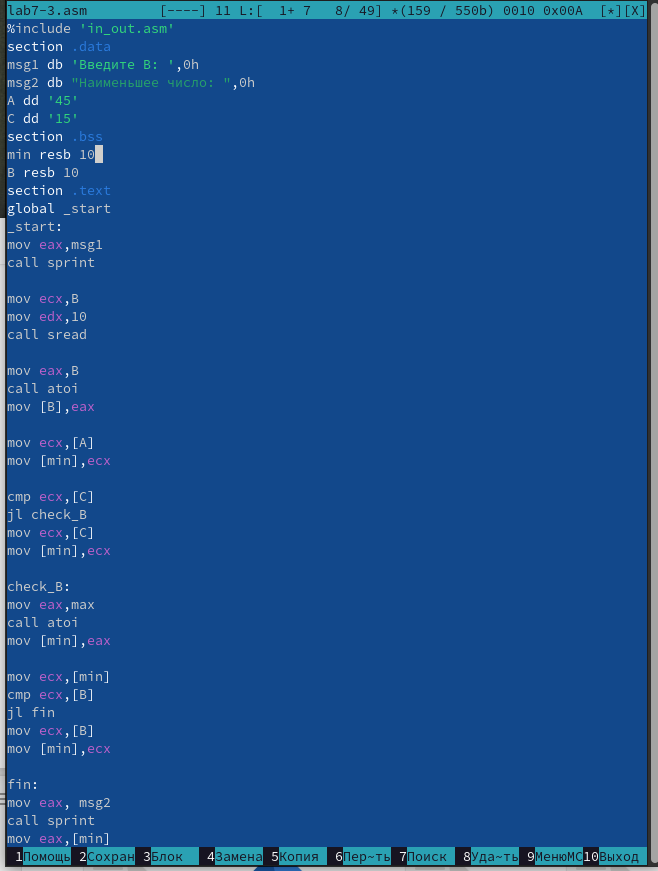 lab7-3.asm [----] 11 L:[ 1+ 7 8/ 49] *(159 / 550b) 0010 0x00A [*][X]
%include 'in_out.asm'
section .data
msg1 db 'Введите B: ',0h
msg2 db "Наименьшее число: ",0h
A dd '45'
C dd '15'
section .bss
min resb 10
B resb 10
section .text
global _start
_start:
mov eax,msg1
call sprint
mov ecx,B
mov edx,10
call sread
mov eax,B
call atoi
mov [B],eax
mov ecx,[A]
mov [min],ecx
cmp ecx,[C]
jl check_B
mov ecx,[C]
mov [min],ecx
check_B:
mov eax,max
call atoi
mov [min],eax
mov ecx,[min]
cmp ecx,[B]
jl fin
mov ecx,[B]
mov [min],ecx
fin:
mov eax, msg2
call sprint
mov eax,[min]
1Помощь 2Сохран 3Блок 4Замена 5Копия 6Пер~ть 7Поиск 8Уда~ть 9МенюМС 10Выход